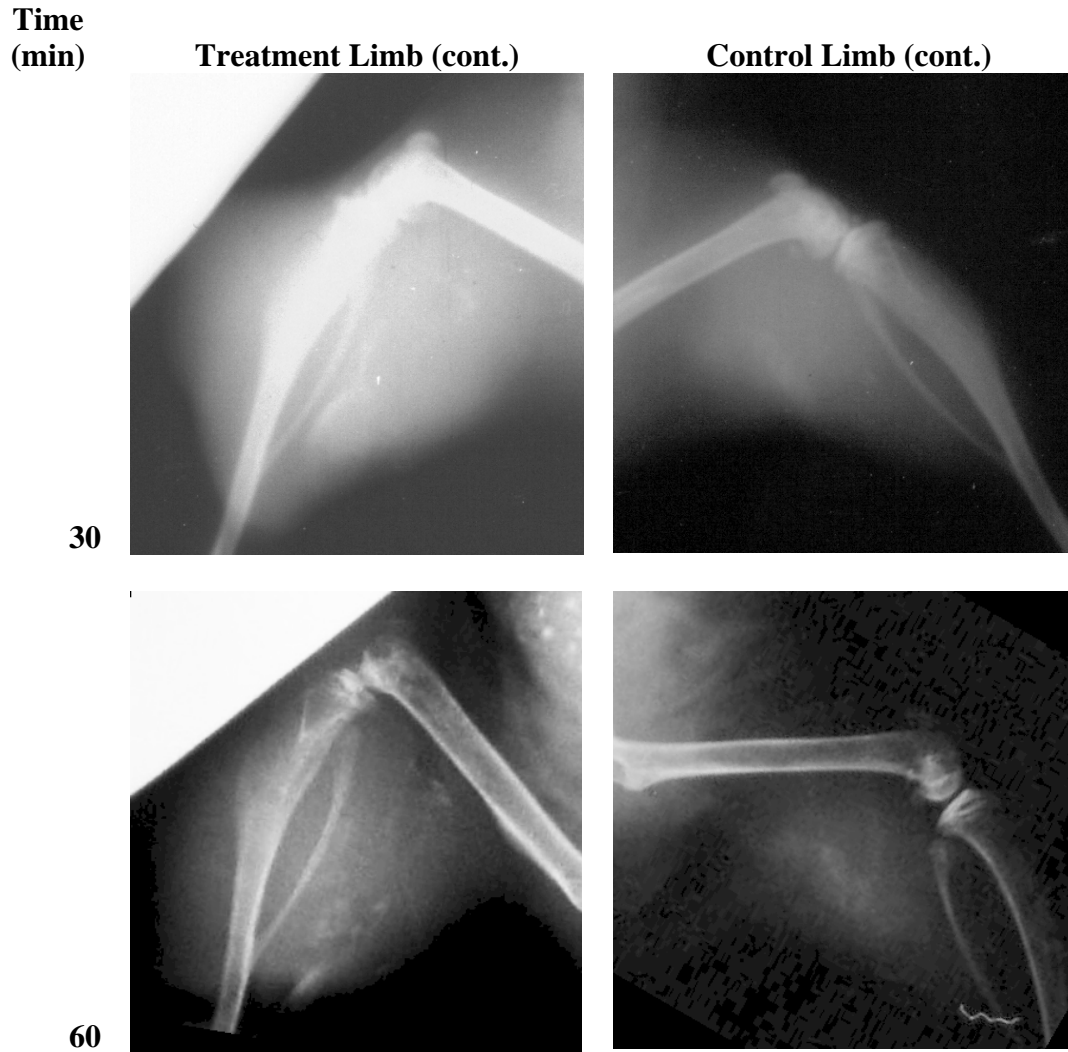 Time
(min)
Treatment Limb (cont.)
Control Limb (cont.)
30
60